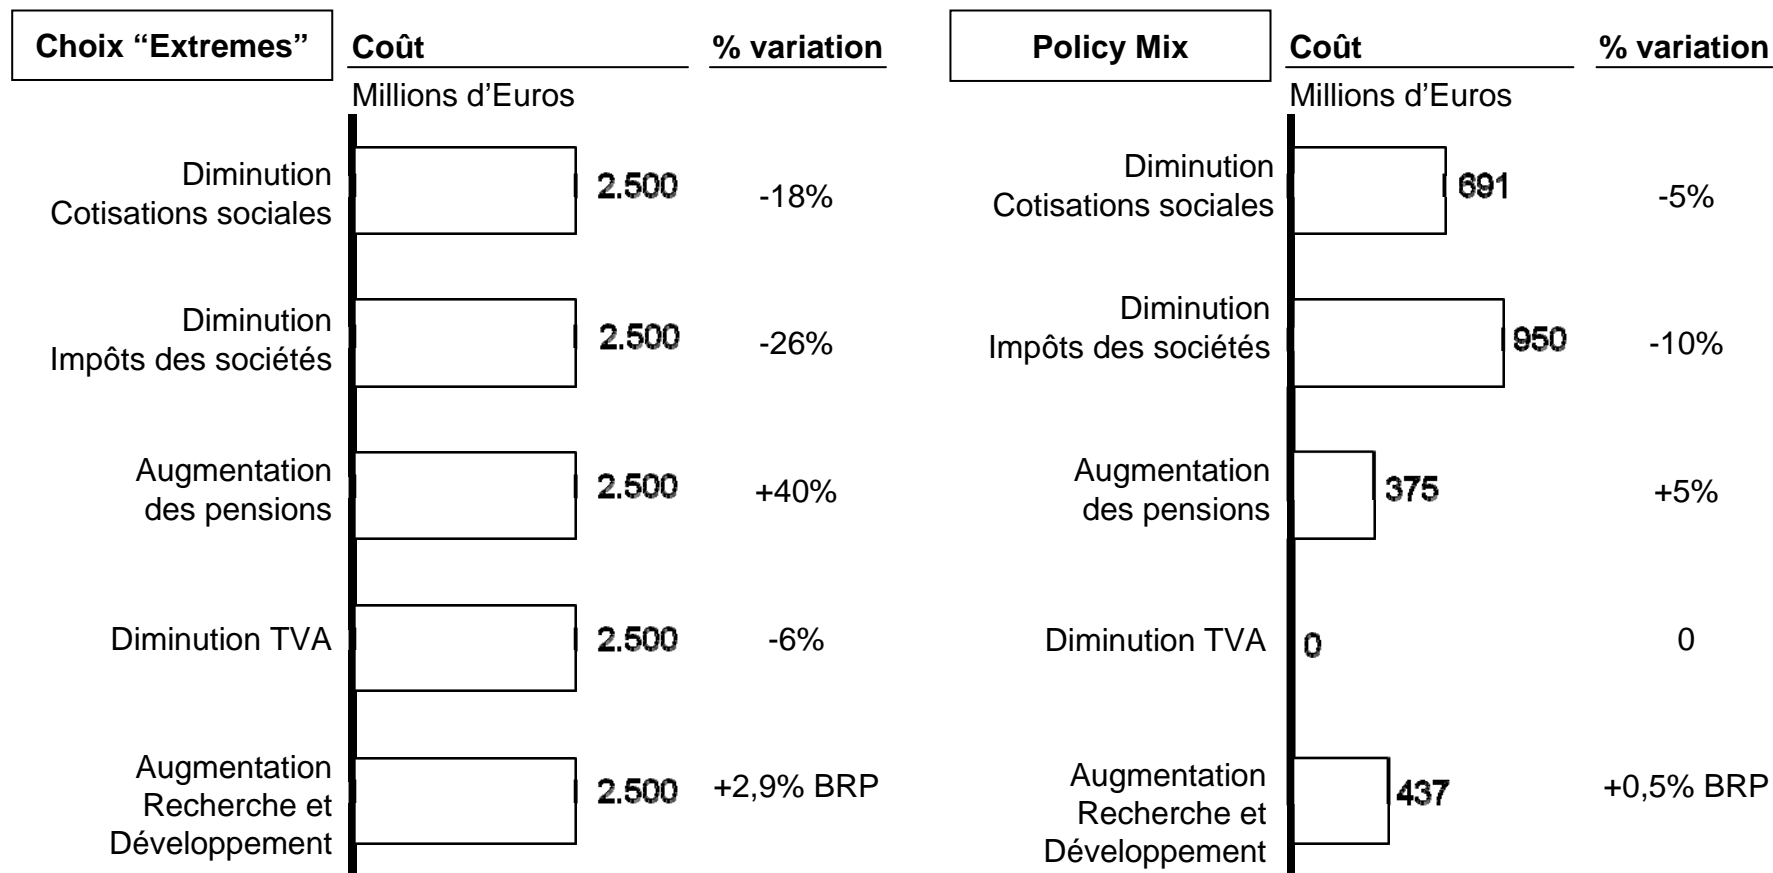 Choix “Extremes”
Coût
% variation
Millions d’Euros
Diminution
Cotisations sociales
2.500
-18%
Diminution
Impôts des sociétés
2.500
-26%
Augmentation
des pensions
2.500
+40%
Diminution TVA
2.500
-6%
Augmentation
Recherche et
Développement
2.500
+2,9% BRP
Policy Mix
Coût
% variation
Millions d’Euros
Diminution
Cotisations sociales
691
-5%
Diminution
Impôts des sociétés
950
-10%
Augmentation
des pensions
375
+5%
Diminution TVA
0
0
Augmentation
Recherche et
Développement
437
+0,5% BRP